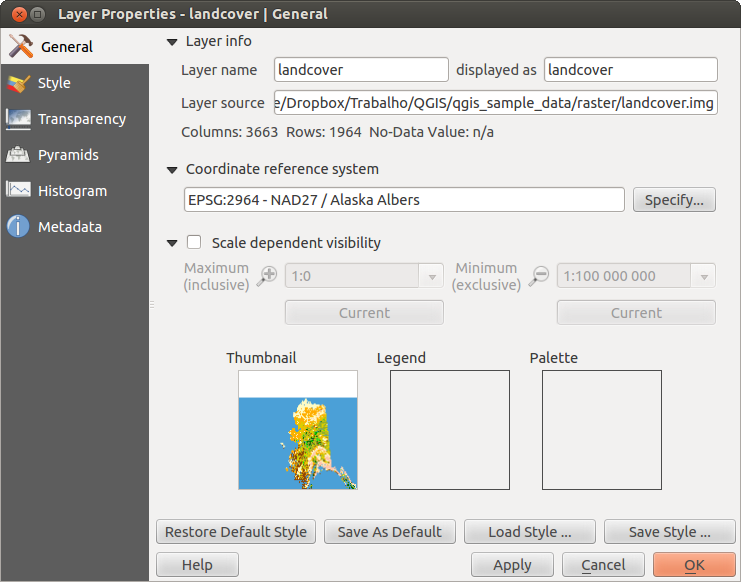 Layer Properties - landcover | General
General
Style
Transparency
Pyramids
Histogram
Metadata
Layer info
Layer name landcover displayed as landcover
Layer source e/Dropbox/Trabalho/QGIS/qgis_sample_data/raster/landcover.img
Columns: 3663 Rows: 1964 No-Data Value: n/a
Coordinate reference system
EPSG:2964 - NAD27 / Alaska Albers Specify...
Scale dependent visibility
Maximum (inclusive) 1:0 Minimum (exclusive) 1:100 000 000
Current Current
Thumbnail Legend Palette
Restore Default Style Save As Default Load Style ... Save Style ...
Help Apply Cancel OK